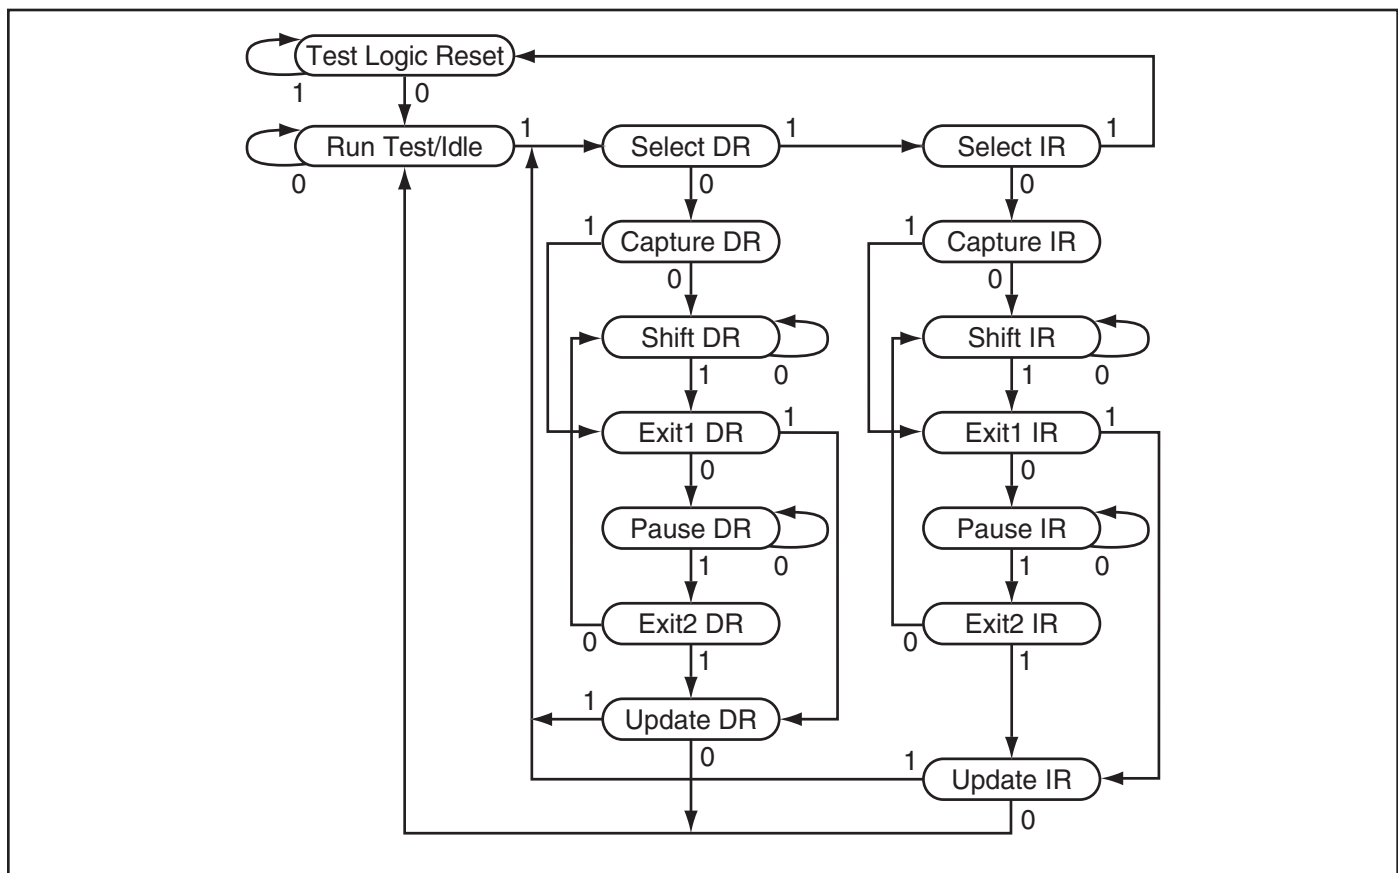 Test Logic Reset
1 0
Run Test/Idle 1 Select DR 1 Select IR 1
0 0 0
1 Capture DR 1 Capture IR
0 0
Shift DR Shift IR
1 0 1 0
Exit1 DR 1 Exit1 IR 1
0 0
Pause DR Pause IR
1 0 1 0
Exit2 DR Exit2 IR
0 1 0 1
1 Update DR
0 1 Update IR
0